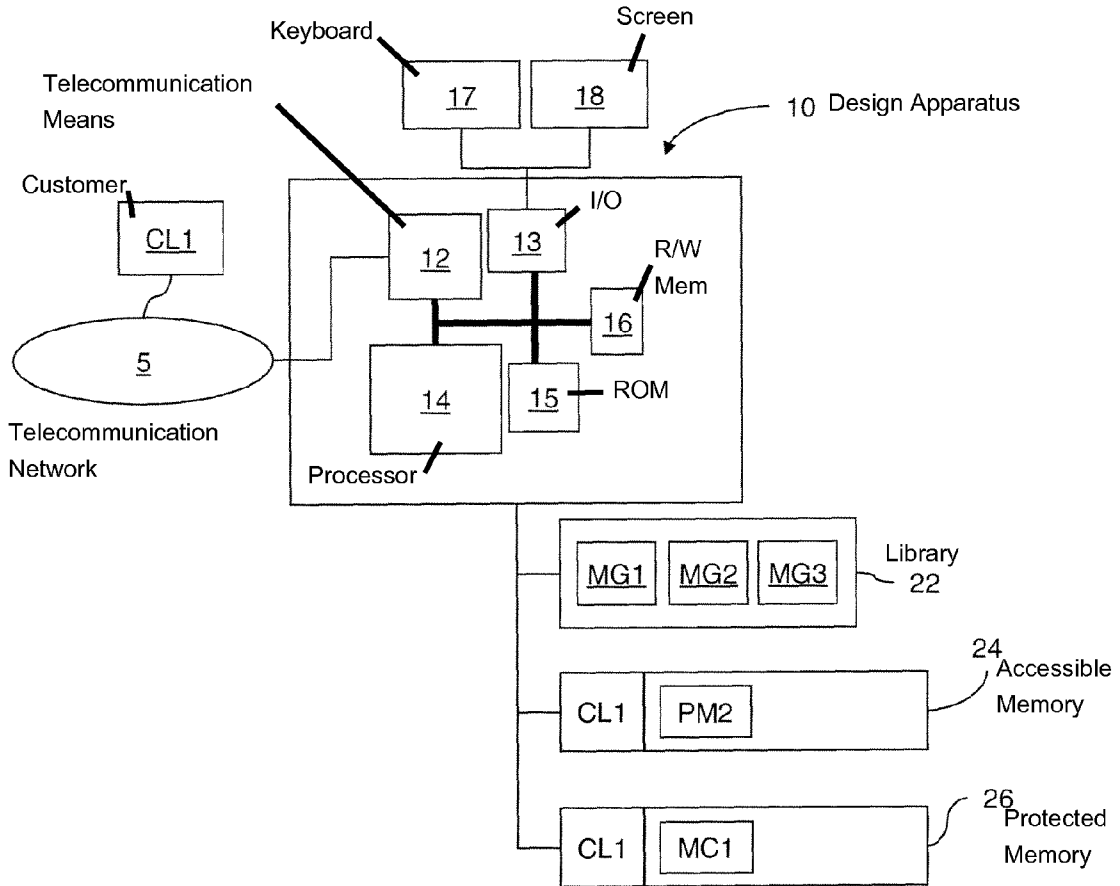 Keyboard
Screen
Telecommunication
Means
17
18
10 Design Apparatus
Customer
CL1
I/O
12
13
R/W
Mem
16
5
14
15
ROM
Telecommunication
Network
Processor
MG1 MG2 MG3
Library
22
24
Accessible
Memory
CL1 PM2
26
Protected
Memory
CL1 MC1